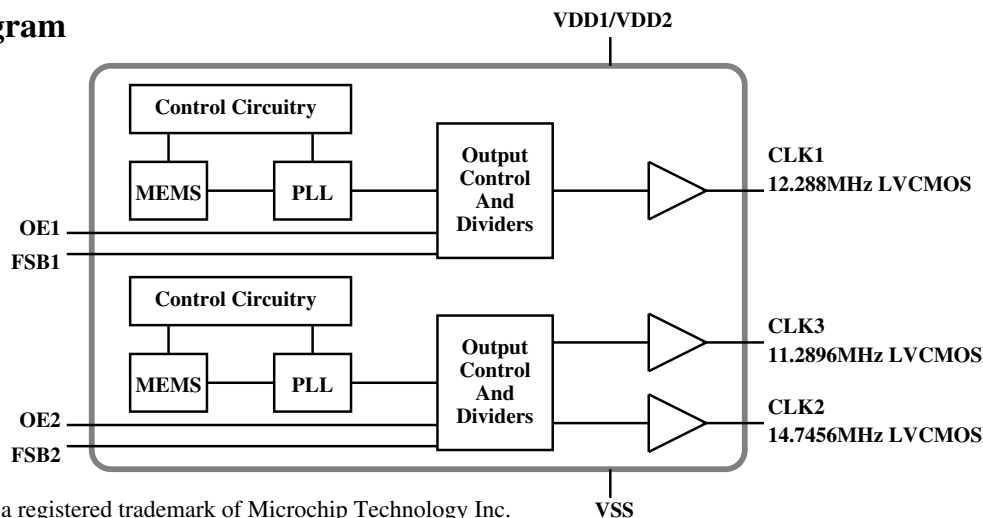 gram
VDD1/VDD2
Control Circuitry
MEMS
PLL
Output
Control
And
Dividers
CLK1
12.288MHz LVCMOS
OE1
FSB1
Control Circuitry
MEMS
PLL
Output
Control
And
Dividers
CLK3
11.2896MHz LVCMOS
CLK2
14.7456MHz LVCMOS
OE2
FSB2
VSS
a registered trademark of Microchip Technology Inc.